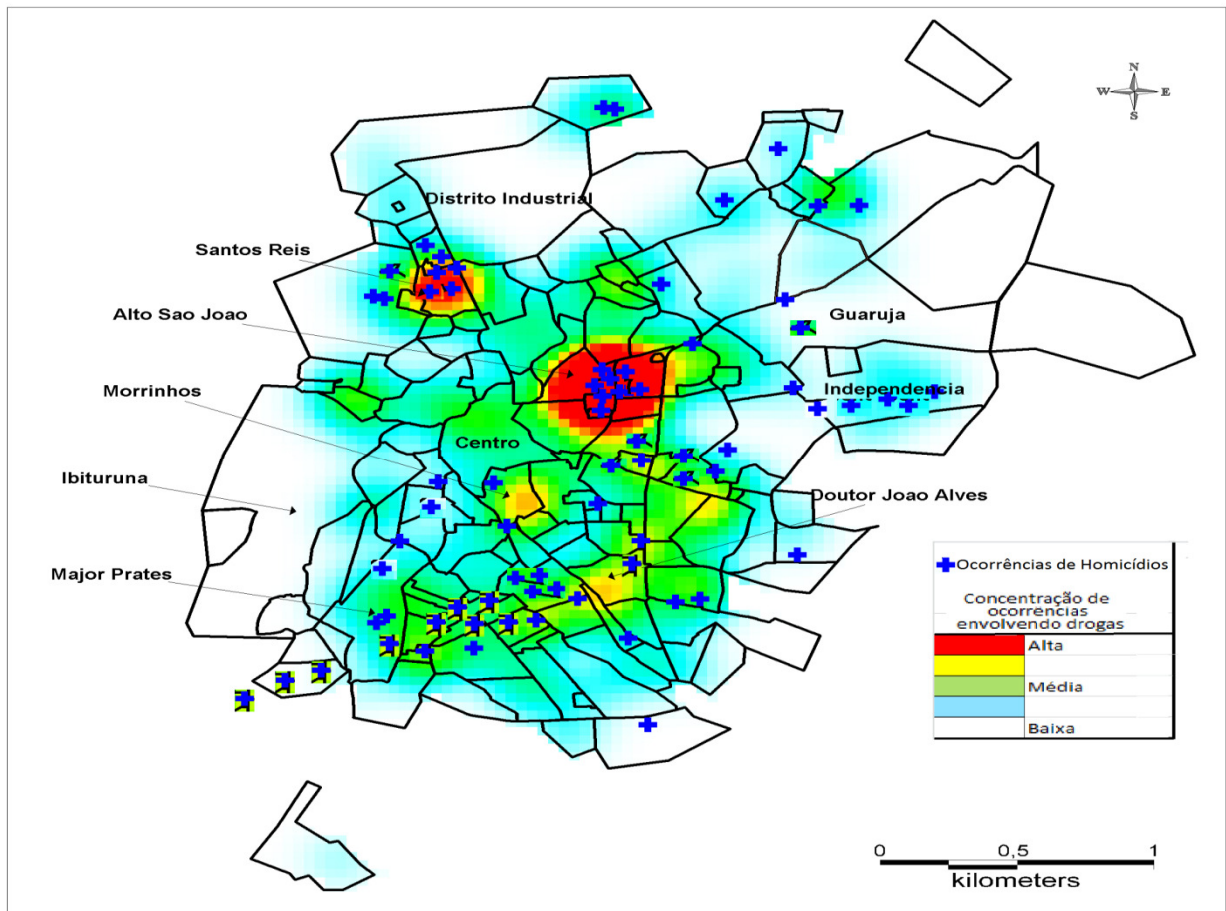 N
W E
S
Distrito Industrial
Santos Reis
Alto Sao Joao
Guaruja
Morrinhos
Independencia
Centro
Ibituruna
Doutor Joao Alves
Major Prates
Ocorrências de Homicídios
Concentração de
ocorrencias
envolvendo drogas
Alta
Média
Baixa
0 0,5 1
kilometers